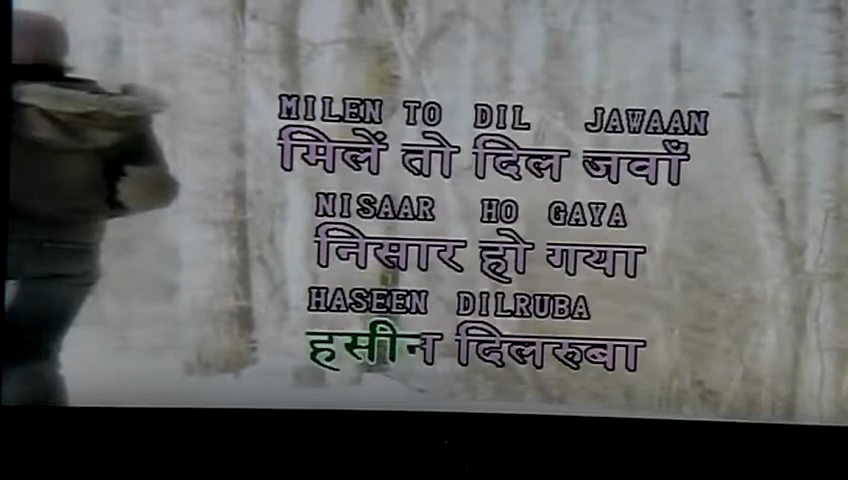 MILEN TO DIL JAWAAN
मिलें तो दिल जवाँ
NISAAR HO GAYA
निसार हो गया
HASEEN DILRUBA
हसीन दिलरुबा